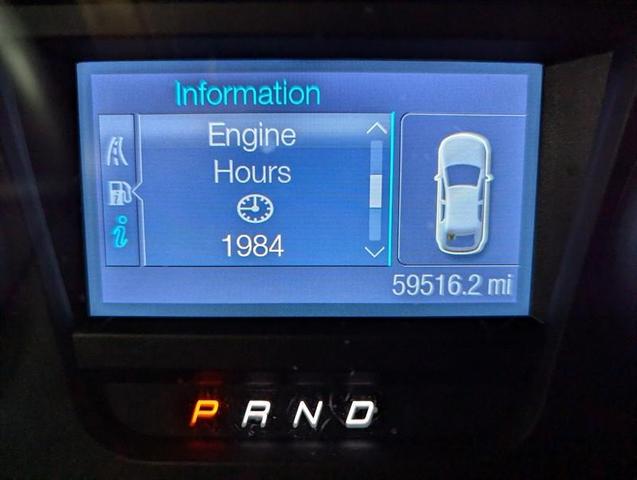 Information
Engine
Hours
1984
59516.2 mi
P R N D